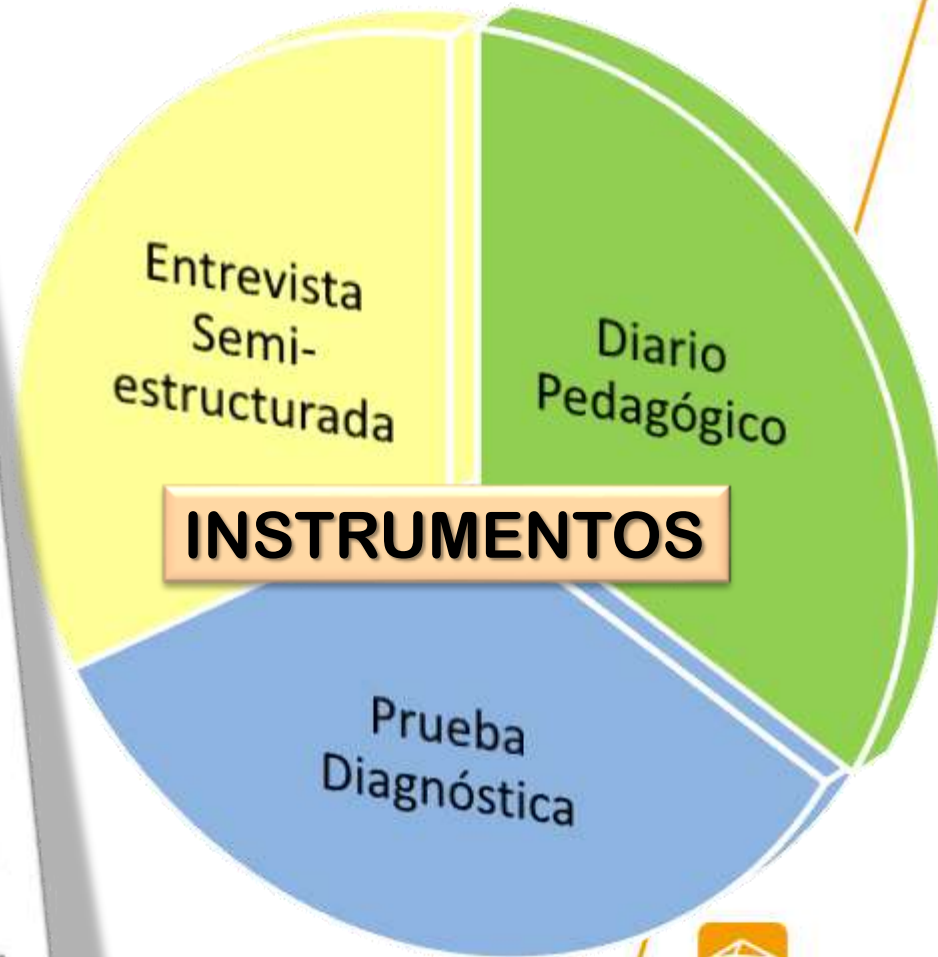 Entrevista
Semi-
estructurada
Diario
Pedagógico
INSTRUMENTOS
Prueba
Diagnóstica